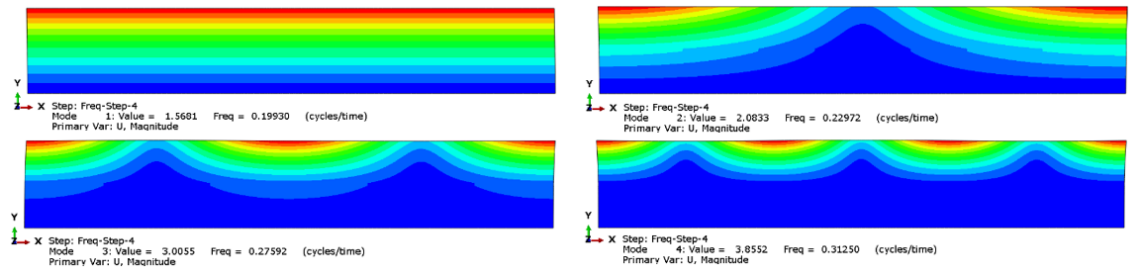 Y
Z X
Step: Freq-Step-4
Mode 1: Value = 1.5681 Freq = 0.19930 (cycles/time)
Primary Var: U, Magnitude
Y
Z X
Step: Freq-Step-4
Mode 2: Value = 2.0833 Freq = 0.22972 (cycles/time)
Primary Var: U, Magnitude
Y
Z X
Step: Freq-Step-4
Mode 3: Value = 3.0055 Freq = 0.27592 (cycles/time)
Primary Var: U, Magnitude
Y
Z X
Step: Freq-Step-4
Mode 4: Value = 3.8552 Freq = 0.31250 (cycles/time)
Primary Var: U, Magnitude